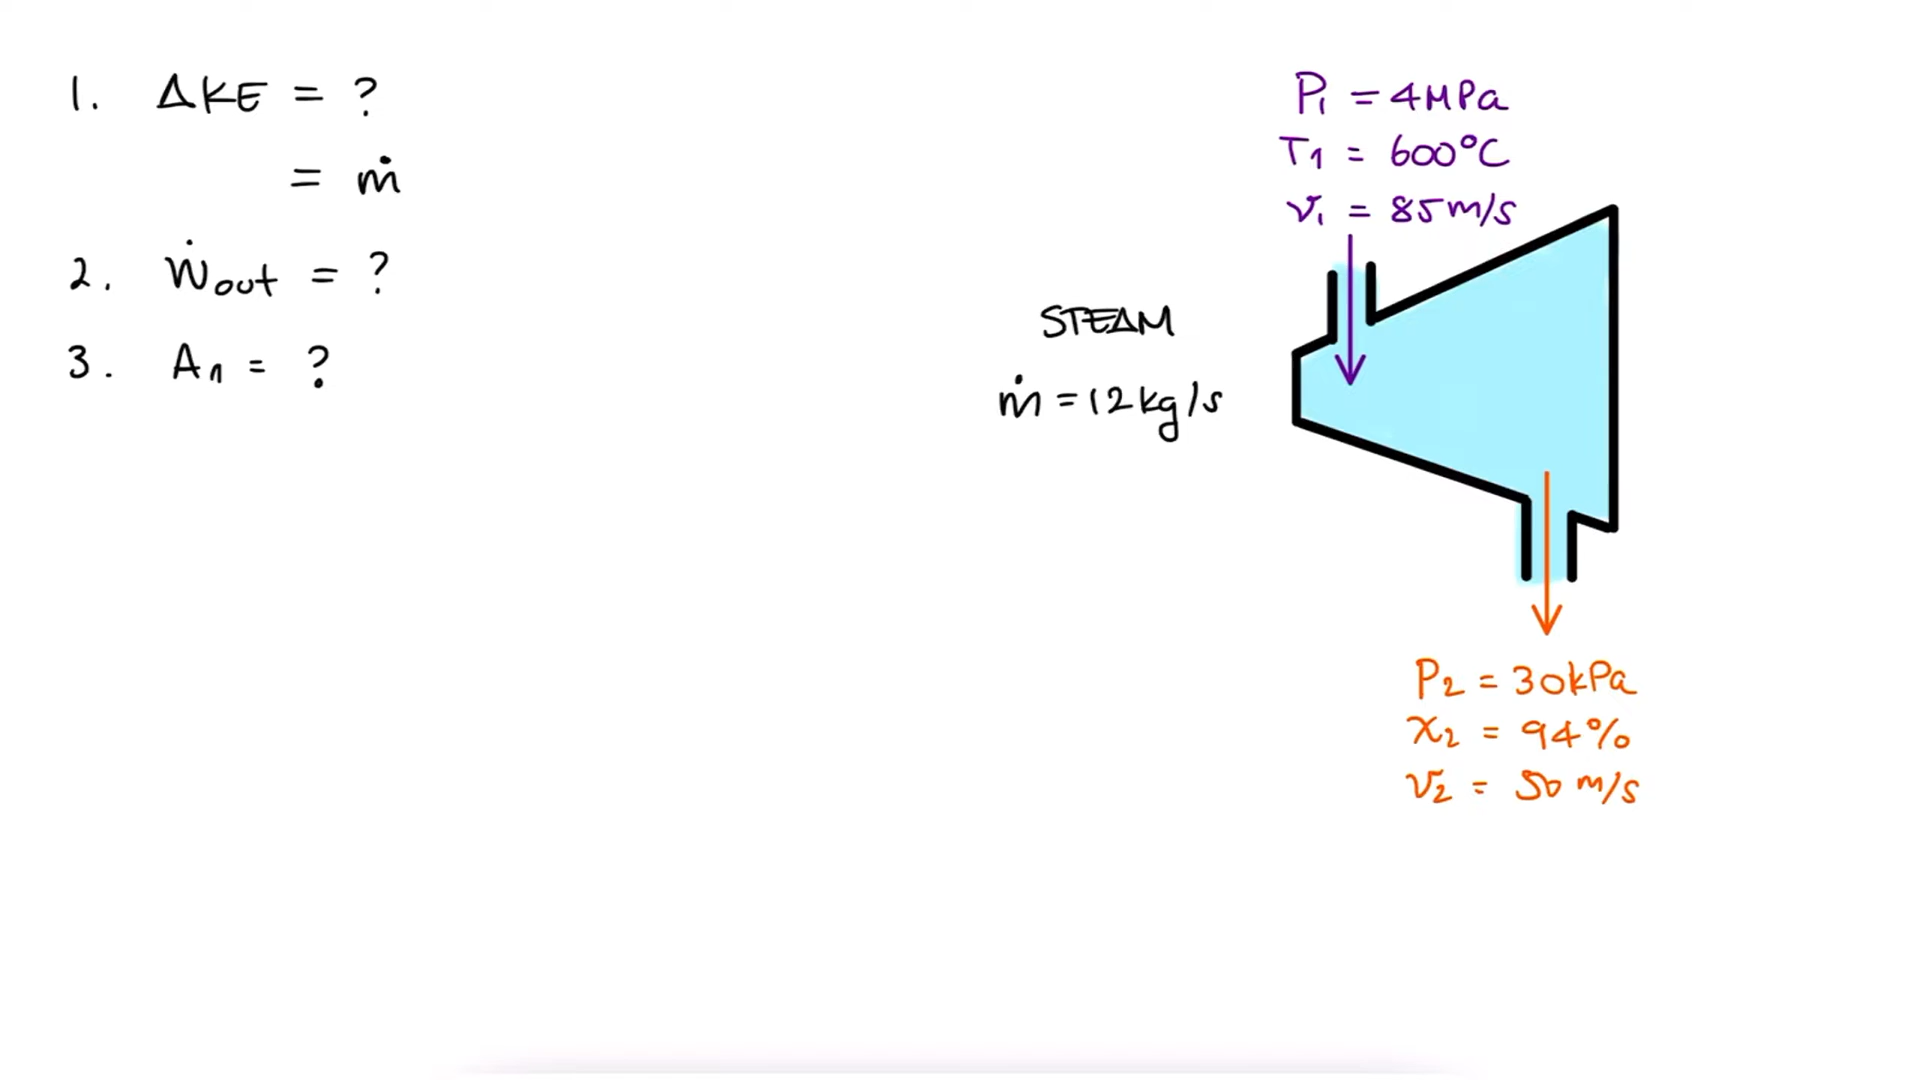 1. ΔKE = ?
= ṁ
2. Ẇout = ?
3. A1 = ?
P1 = 4MPa
T1 = 600°C
v1 = 85m/s
STEAM
ṁ = 12kg/s
P2 = 30kPa
x2 = 94%
v2 = 50 m/s